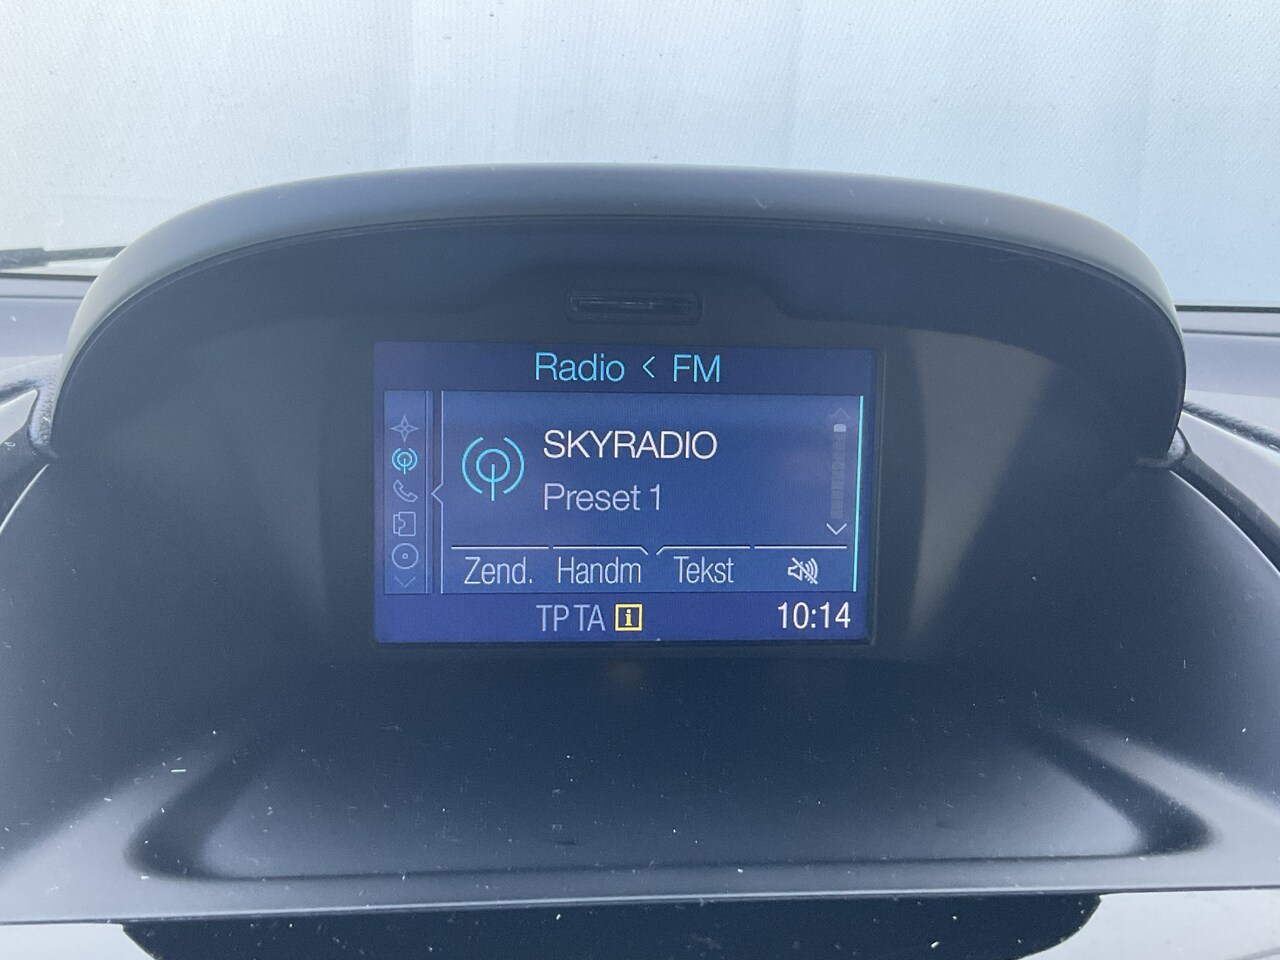 Radio < FM
SKYRADIO
Preset 1
Zend. Handm Tekst
TP TA i 10:14